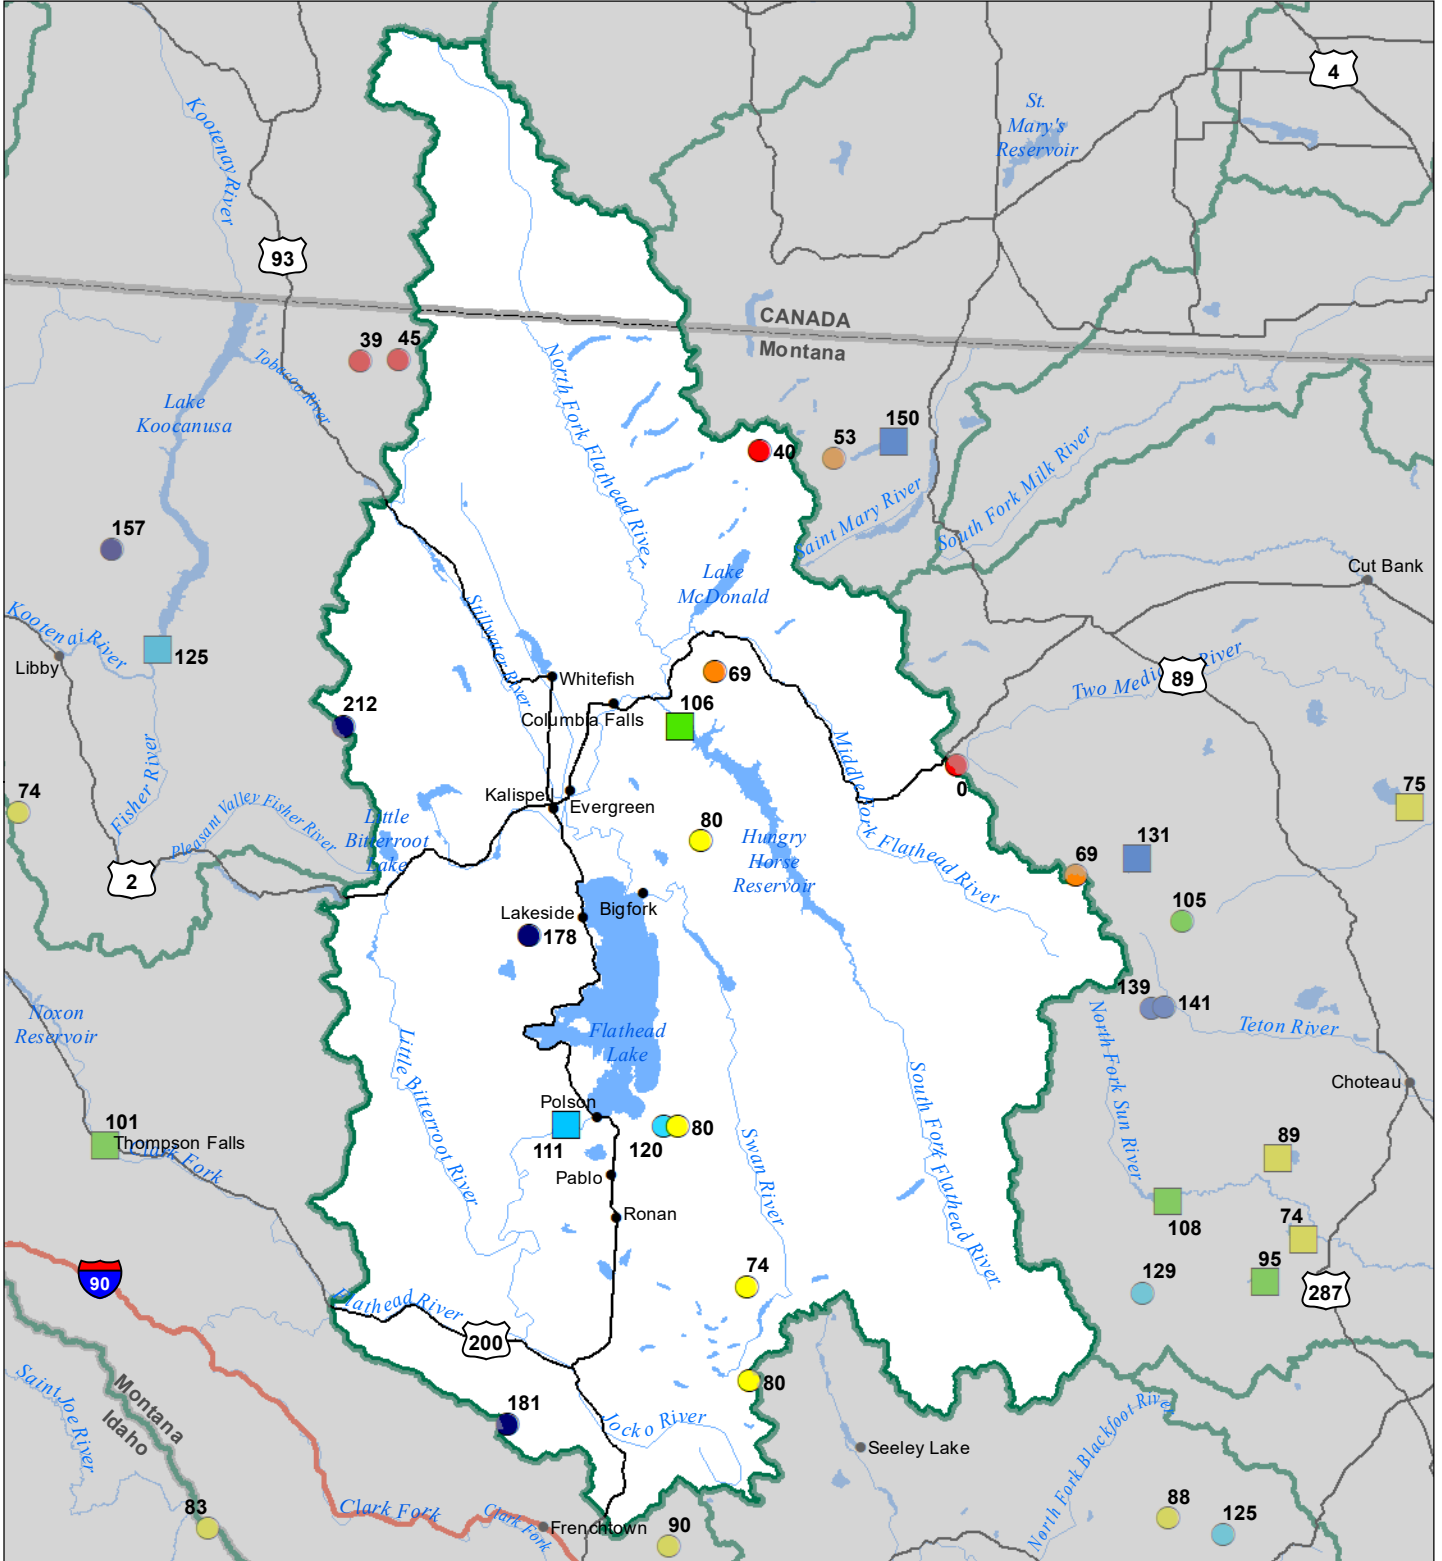 4
St.
Mary's
Reservoir
Kootenay River
93
CANADA
Montana
39
45
Tobacco River
North Fork Flathead River
Lake
Koocanusa
40
53
150
Saint Mary River
South Fork Milk River
157
Lake
McDonald
Cut Bank
Kootenai River
Libby
125
Stillwater River
Whitefish
69
Two Medicine River
89
212
Columbia Falls
106
Middle Fork Flathead River
0
74
Fisher River
Pleasant Valley Fisher River
Little
Bitterroot
Lake
Kalispell
Evergreen
80
Hungry
Horse
Reservoir
75
131
69
2
105
Lakeside
Bigfork
178
139
141
Noxon
Reservoir
Flathead
Lake
Teton River
North Fork Sun River
Little Bitterroot River
South Fork Flathead River
Choteau
101
Thompson Falls
Clark Fork
Polson
111
120
80
Swan River
89
Pablo
Ronan
108
74
129
95
287
90
74
Flathead River
200
80
Montana
Idaho
Saint Joe River
181
Jocko River
Seeley Lake
North Fork Blackfoot River
83
Clark Fork
Clark Fork
Frenchtown
90
88
125